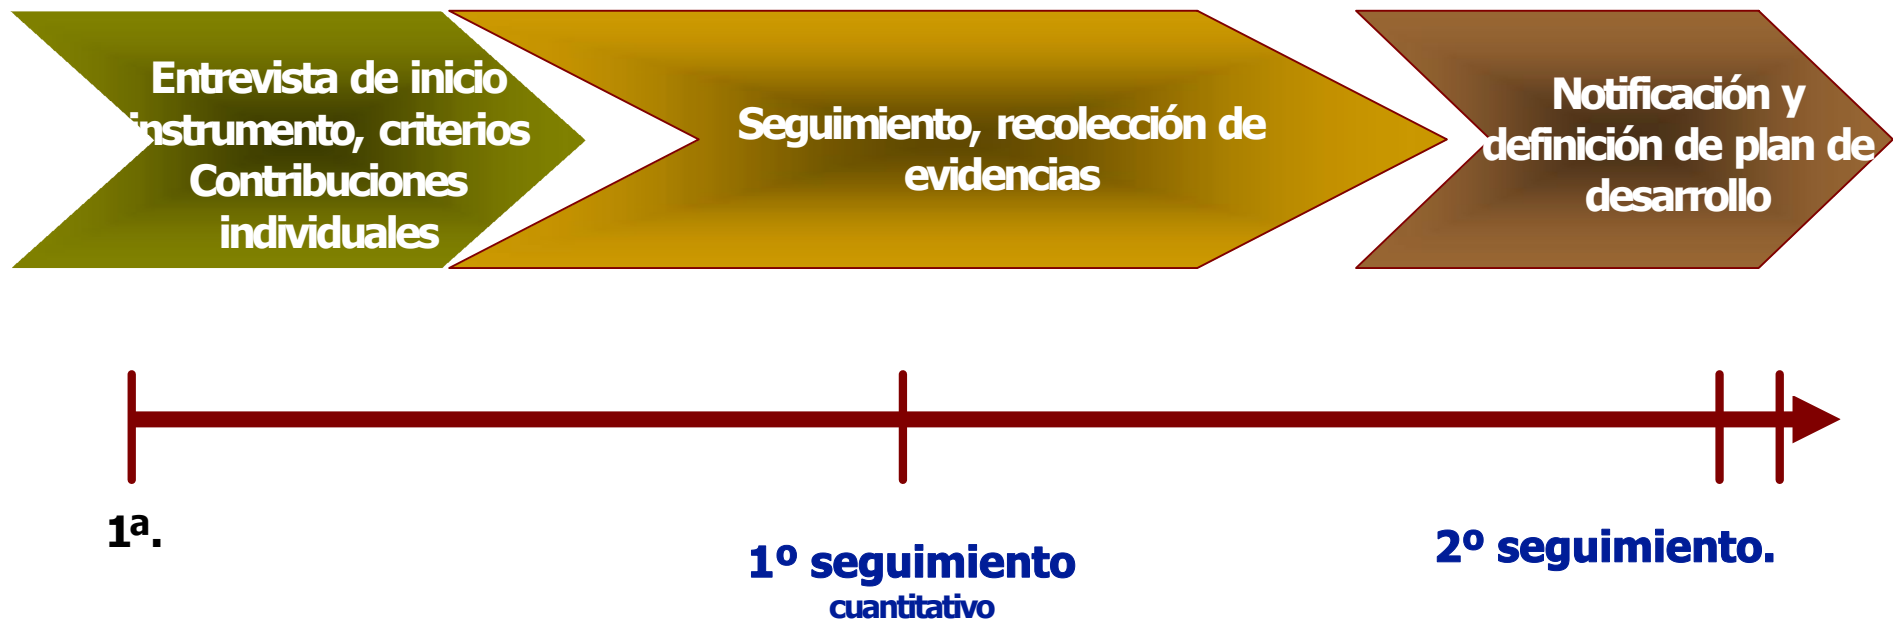 Entrevista de inicio
instrumento, criterios
Contribuciones
individuales
Seguimiento, recolección de
evidencias
Notificación y
definición de plan de
desarrollo
1ª.
1º seguimiento
cuantitativo
2º seguimiento.